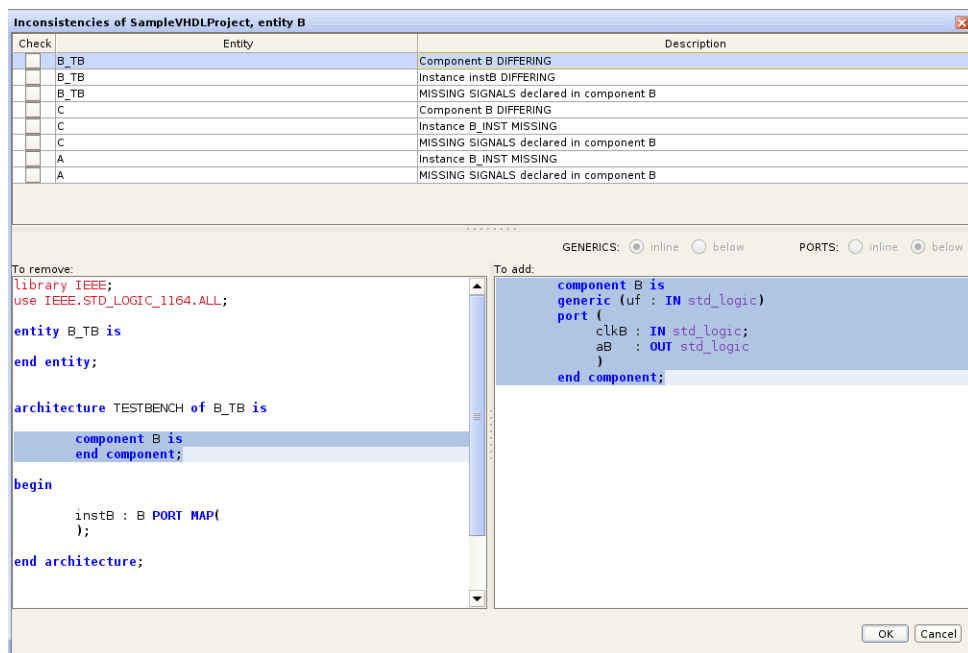 Inconsistencies of SampleVHDLProject, entity B
Check Entity Description
B_TB Component B DIFFERING
B_TB Instance instB DIFFERING
B_TB MISSING SIGNALS declared in component B
C Component B DIFFERING
C Instance B_INST MISSING
C MISSING SIGNALS declared in component B
A Instance B_INST MISSING
A MISSING SIGNALS declared in component B
GENERICS: inline below PORTS: inline below
To remove:
library IEEE;
use IEEE.STD_LOGIC_1164.ALL;
entity B_TB is
end entity;
architecture TESTBENCH of B_TB is
component B is
end component;
begin
instB : B PORT MAP(
);
end architecture;
To add:
component B is
generic (uf : IN std_logic)
port (
clkB : IN std_logic;
aB : OUT std_logic
)
end component;
OK Cancel